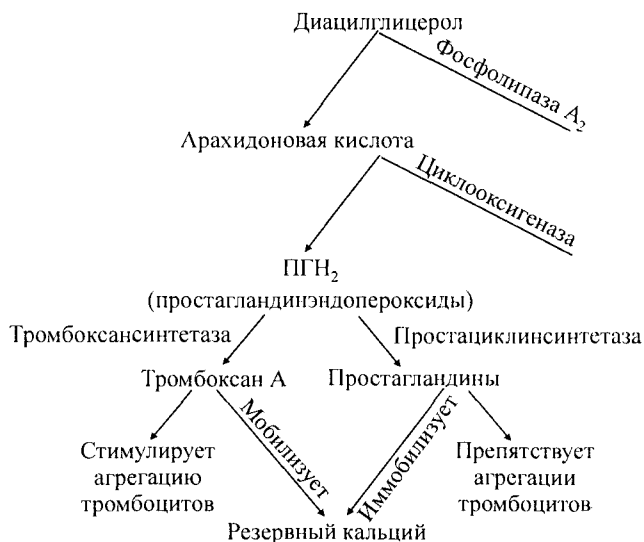 Диацилглицерол
Фосфолипаза А₂
Арахидоновая кислота
Циклооксигеназа
ПГН₂
(простагландинэндопероксиды)
Тромбоксансинтетаза
Простациклинсинтетаза
Тромбоксан А
Простагландины
Мобилизует
Иммобилизует
Стимулирует
агрегацию
тромбоцитов
Препятствует
агрегации
тромбоцитов
Резервный кальций